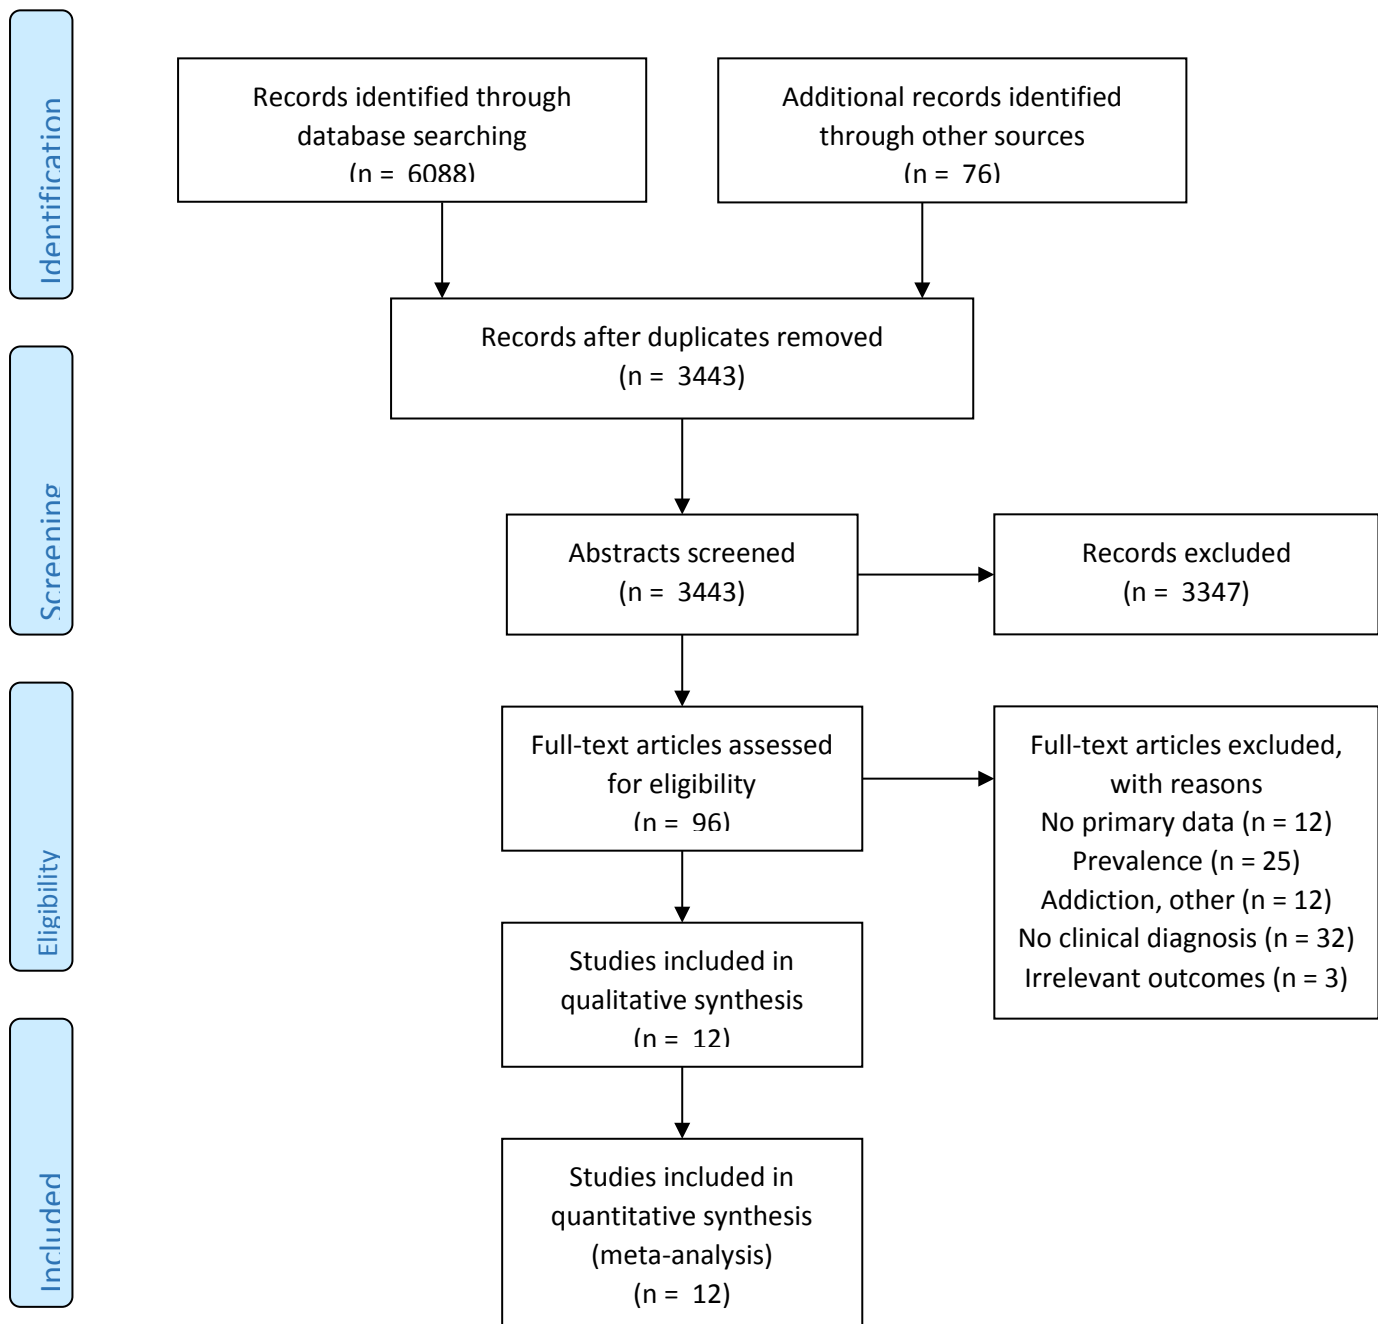 Identification
Records identified through
database searching
(n = 6088)
Additional records identified
through other sources
(n = 76)
Records after duplicates removed
(n = 3443)
Screening
Abstracts screened
(n = 3443)
Records excluded
(n = 3347)
Eligibility
Full-text articles assessed
for eligibility
(n = 96)
Full-text articles excluded,
with reasons
No primary data (n = 12)
Prevalence (n = 25)
Addiction, other (n = 12)
No clinical diagnosis (n = 32)
Irrelevant outcomes (n = 3)
Studies included in
qualitative synthesis
(n = 12)
Included
Studies included in
quantitative synthesis
(meta-analysis)
(n = 12)